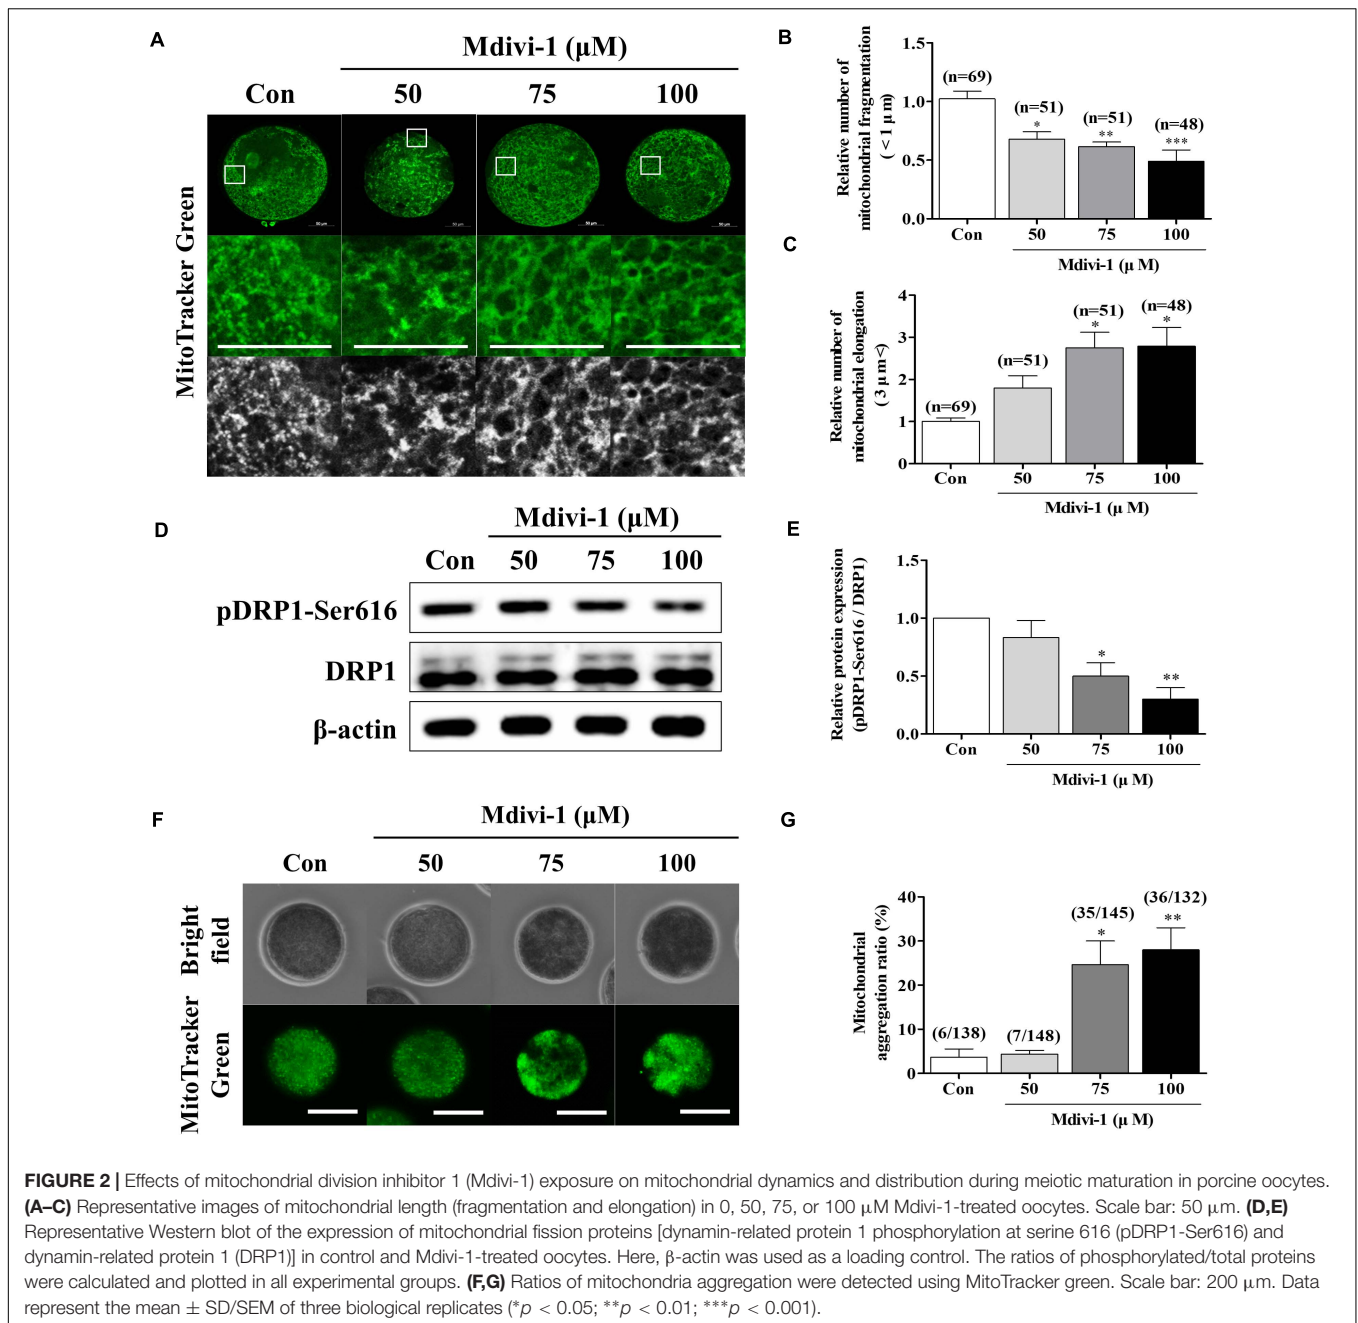 A
Mdivi-1 (μM)
Con 50 75 100
MitoTracker Green
B
Relative number of
mitochondrial fragmentation
( < 1 μ m)
1.5
1.0
0.5
0.0
(n=69)
(n=51)
*
(n=51)
**
(n=48)
***
Con 50 75 100
Mdivi-1 (μ M)
C
Relative number of
mitochondrial elongation
( 3 μ m<)
4
3
2
1
0
(n=69)
(n=51)
(n=51)
*
(n=48)
*
Con 50 75 100
Mdivi-1 (μ M)
D
Mdivi-1 (μM)
Con 50 75 100
pDRP1-Ser616
DRP1
β-actin
E
Relative protein expression
(pDRP1-Ser616 / DRP1)
1.5
1.0
0.5
0.0
*
**
Con 50 75 100
Mdivi-1 (μ M)
F
Mdivi-1 (μM)
Con 50 75 100
Bright
field
MitoTracker
Green
G
Mitochondrial
aggregation ratio (%)
40
30
20
10
0
(6/138)
(7/148)
(35/145)
*
(36/132)
**
Con 50 75 100
Mdivi-1 (μ M)
FIGURE 2 | Effects of mitochondrial division inhibitor 1 (Mdivi-1) exposure on mitochondrial dynamics and distribution during meiotic maturation in porcine oocytes.
(A–C) Representative images of mitochondrial length (fragmentation and elongation) in 0, 50, 75, or 100 μM Mdivi-1-treated oocytes. Scale bar: 50 μm. (D,E)
Representative Western blot of the expression of mitochondrial fission proteins [dynamin-related protein 1 phosphorylation at serine 616 (pDRP1-Ser616) and
dynamin-related protein 1 (DRP1)] in control and Mdivi-1-treated oocytes. Here, β-actin was used as a loading control. The ratios of phosphorylated/total proteins
were calculated and plotted in all experimental groups. (F,G) Ratios of mitochondria aggregation were detected using MitoTracker green. Scale bar: 200 μm. Data
represent the mean ± SD/SEM of three biological replicates (*p < 0.05; **p < 0.01; ***p < 0.001).